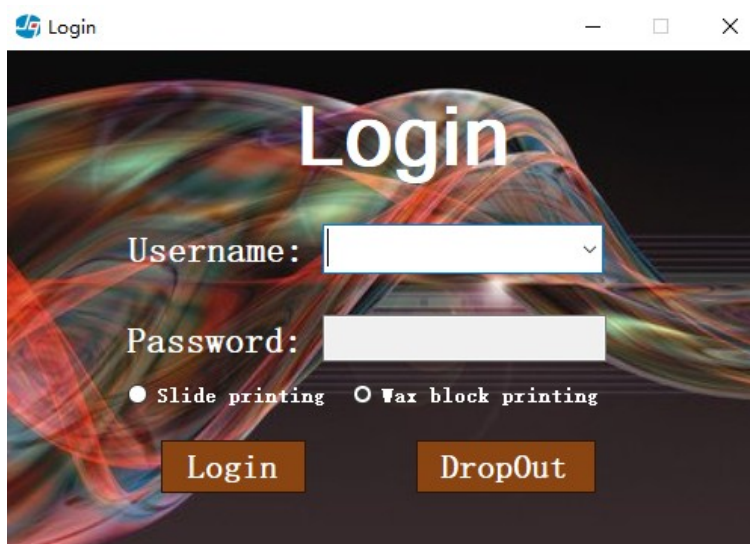 Login
Login
Username:
Password:
Slide printing Wax block printing
Login DropOut